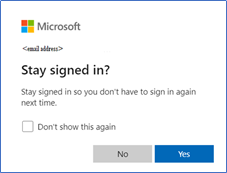 Microsoft
<email address>
Stay signed in?
Stay signed in so you don't have to sign in again
next time.
Don't show this again
No
Yes